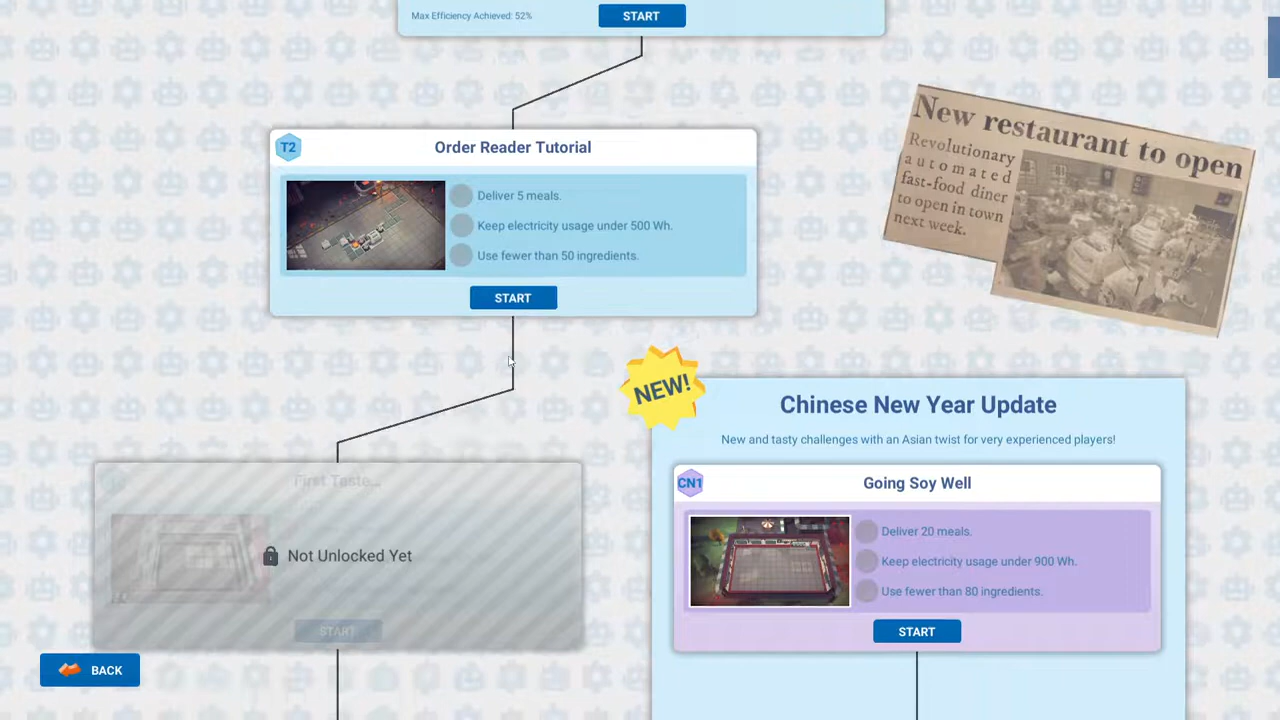 Max Efficiency Achieved: 52%
START
T2
Order Reader Tutorial
Deliver 5 meals.
Keep electricity usage under 500 Wh.
Use fewer than 50 ingredients.
START
New restaurant to open
Revolutionary
automated
fast-food diner
to open in town
next week.
NEW!
Chinese New Year Update
New and tasty challenges with an Asian twist for very experienced players!
First Taste...
Not Unlocked Yet
START
CN1
Going Soy Well
Deliver 20 meals.
Keep electricity usage under 900 Wh.
Use fewer than 80 ingredients.
START
BACK